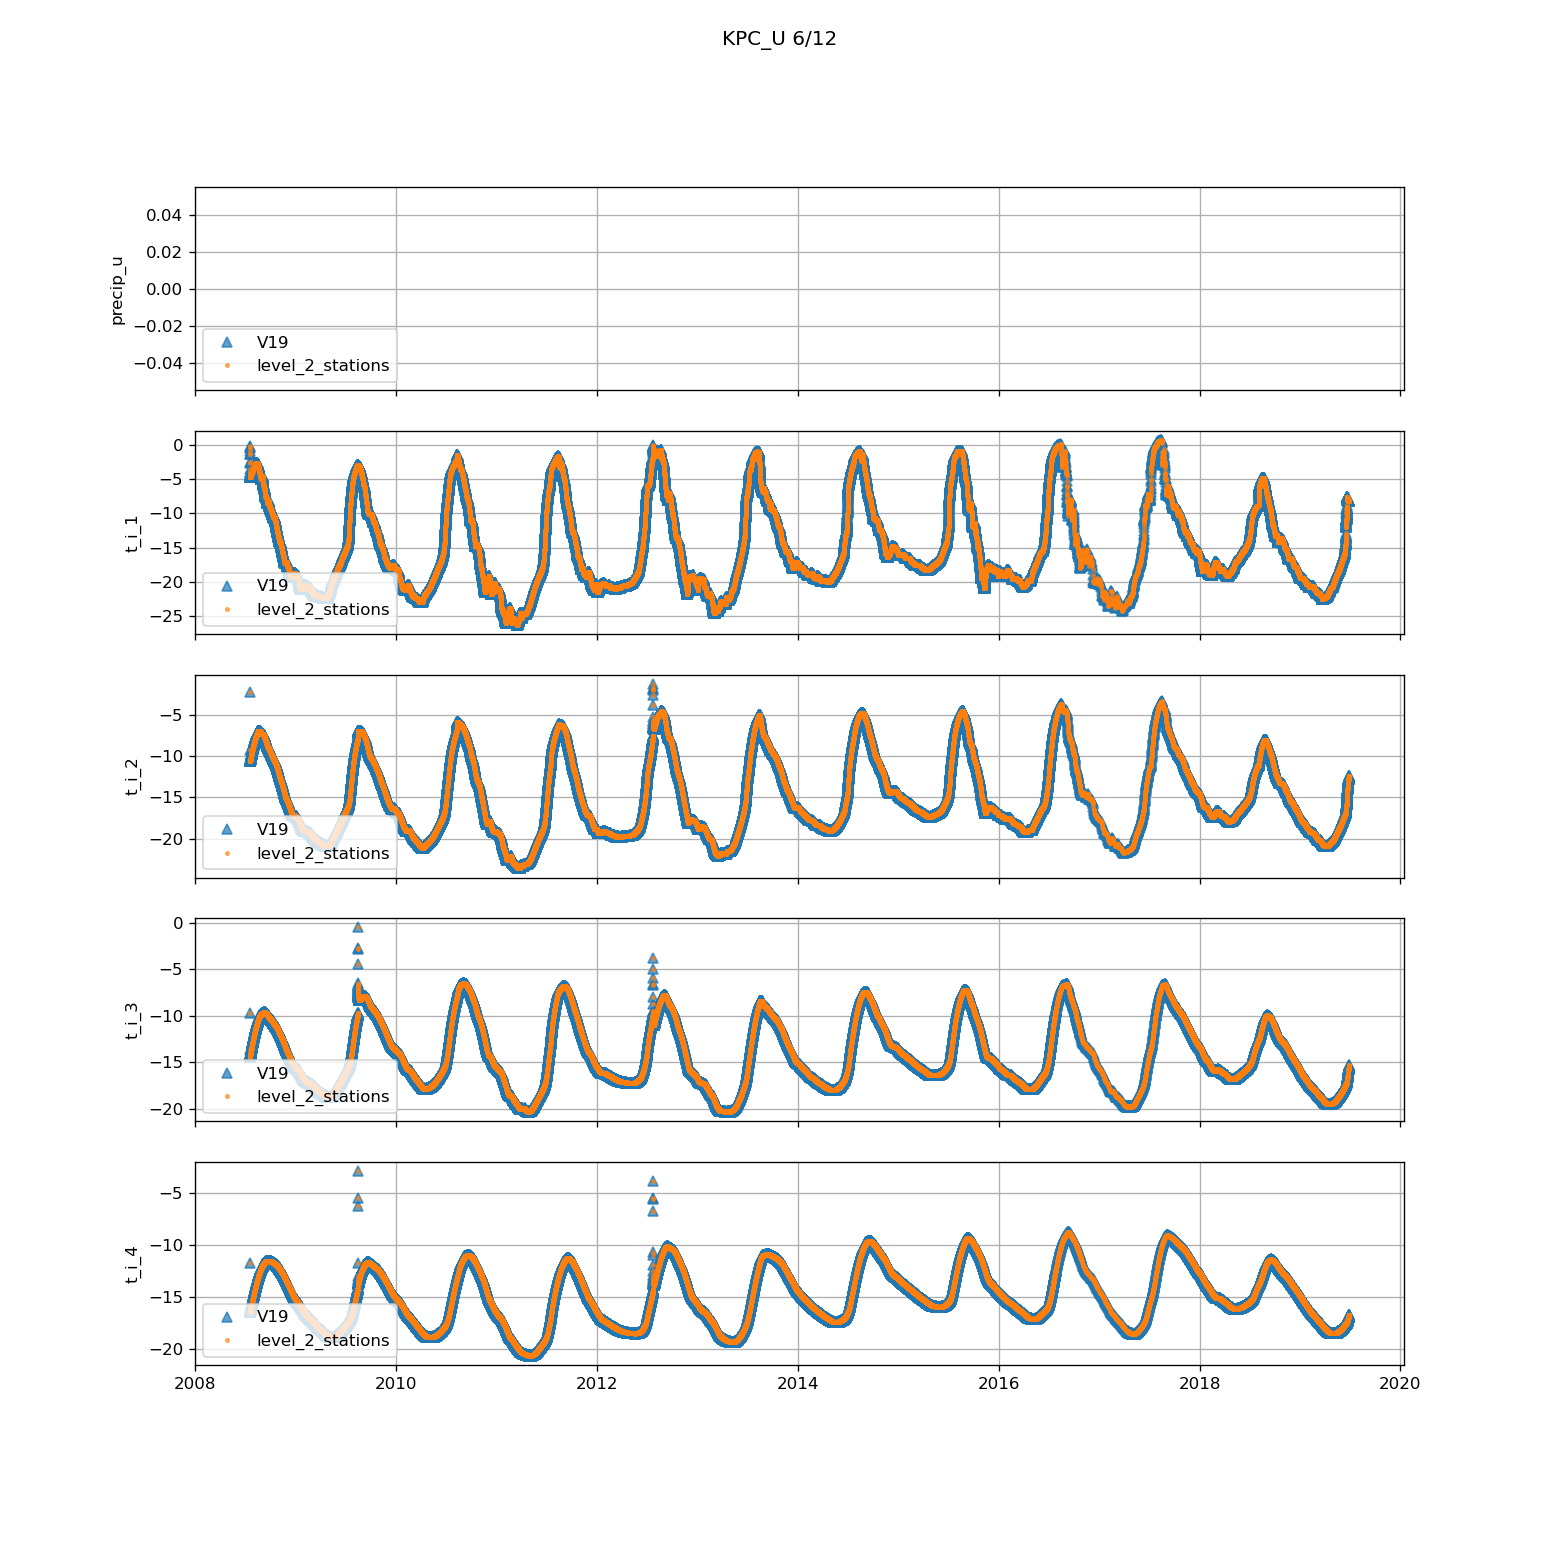 KPC_U 6/12
0.04
0.02
0.00
−0.02
−0.04
precip_u
V19
level_2_stations
0
−5
−10
−15
−20
−25
t_i_1
V19
level_2_stations
−5
−10
−15
−20
t_i_2
V19
level_2_stations
0
−5
−10
−15
−20
t_i_3
V19
level_2_stations
−5
−10
−15
−20
t_i_4
V19
level_2_stations
2008 2010 2012 2014 2016 2018 2020